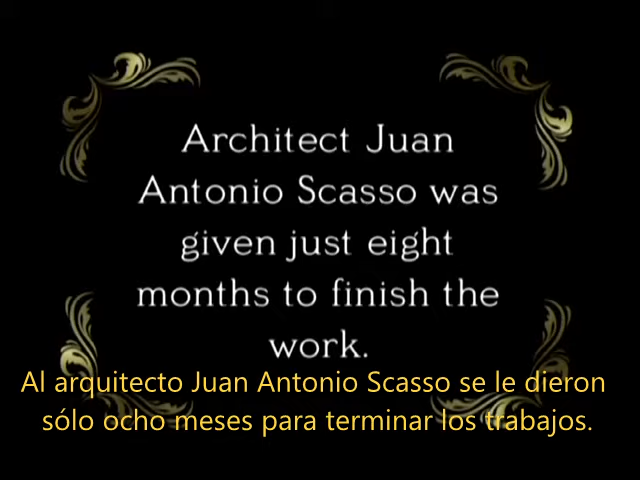 Architect Juan
Antonio Scasso was
given just eight
months to finish the
work.
Al arquitecto Juan Antonio Scasso se le dieron
sólo ocho meses para terminar los trabajos.